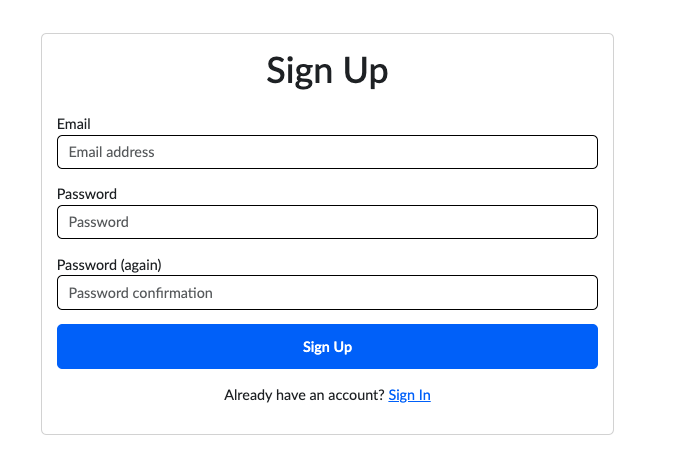 Sign Up
Email
Email address
Password
Password
Password (again)
Password confirmation
Sign Up
Already have an account? Sign In